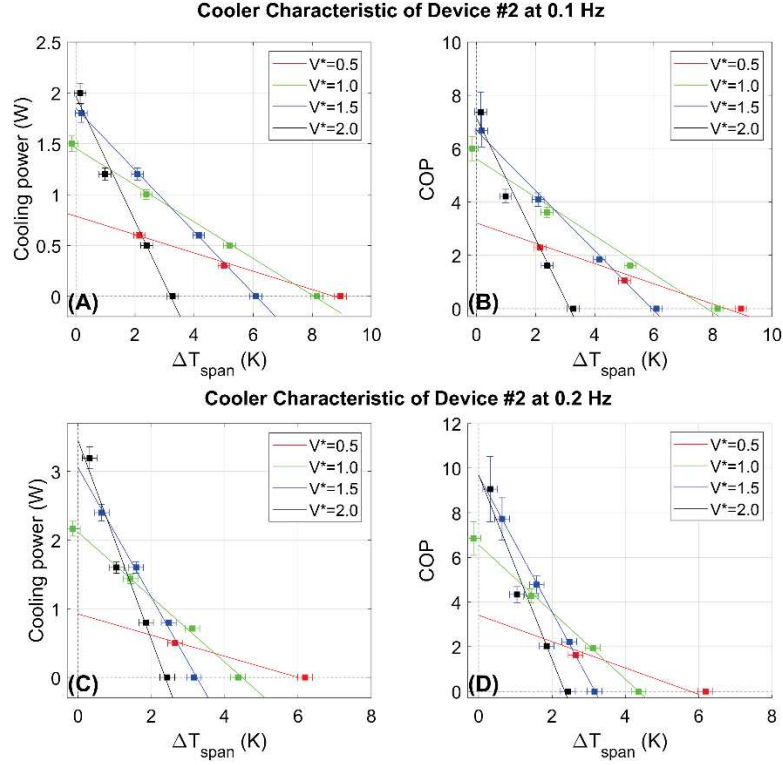 Cooler Characteristic of Device #2 at 0.1 Hz
2.5
2
1.5
1
0.5
0
Cooling power (W)
V*=0.5
V*=1.0
V*=1.5
V*=2.0
(A)
0 2 4 6 8 10
ΔTspan (K)
10
8
6
4
2
0
COP
V*=0.5
V*=1.0
V*=1.5
V*=2.0
(B)
0 2 4 6 8 10
ΔTspan (K)
Cooler Characteristic of Device #2 at 0.2 Hz
3
2
1
0
Cooling power (W)
V*=0.5
V*=1.0
V*=1.5
V*=2.0
(C)
0 2 4 6 8
ΔTspan (K)
12
10
8
6
4
2
0
COP
V*=0.5
V*=1.0
V*=1.5
V*=2.0
(D)
0 2 4 6 8
ΔTspan (K)